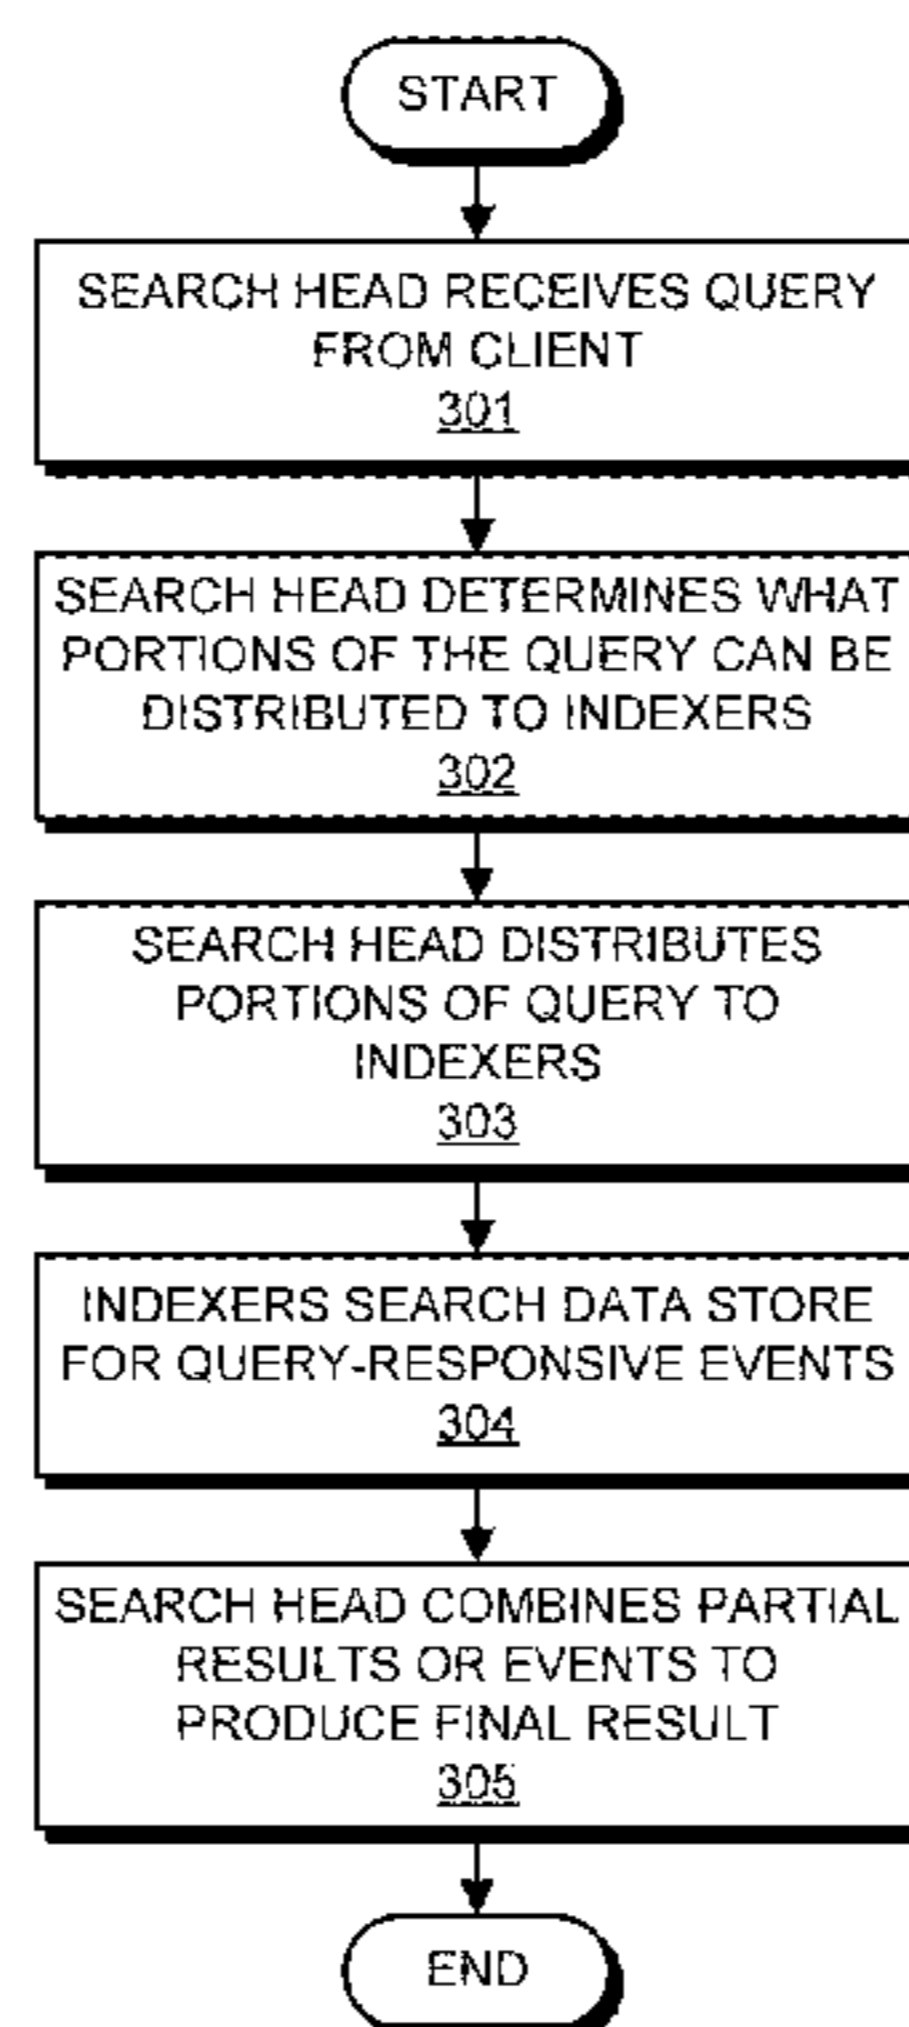 START
SEARCH HEAD RECEIVES QUERY
FROM CLIENT
301
SEARCH HEAD DETERMINES WHAT
PORTIONS OF THE QUERY CAN BE
DISTRIBUTED TO INDEXERS
302
SEARCH HEAD DISTRIBUTES
PORTIONS OF QUERY TO
INDEXERS
303
INDEXERS SEARCH DATA STORE
FOR QUERY-RESPONSIVE EVENTS
304
SEARCH HEAD COMBINES PARTIAL
RESULTS OR EVENTS TO
PRODUCE FINAL RESULT
305
END